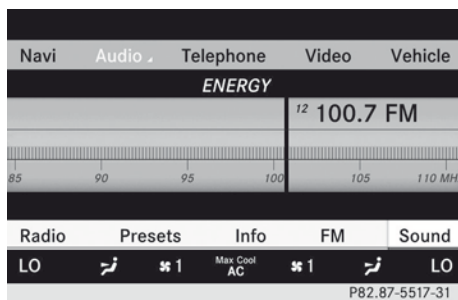 Navi Audio Telephone Video Vehicle
ENERGY
12 100.7 FM
85 90 95 100 105 110 MH
Radio Presets Info FM Sound
LO 1 Max Cool AC 1 LO
P82.87-5517-31